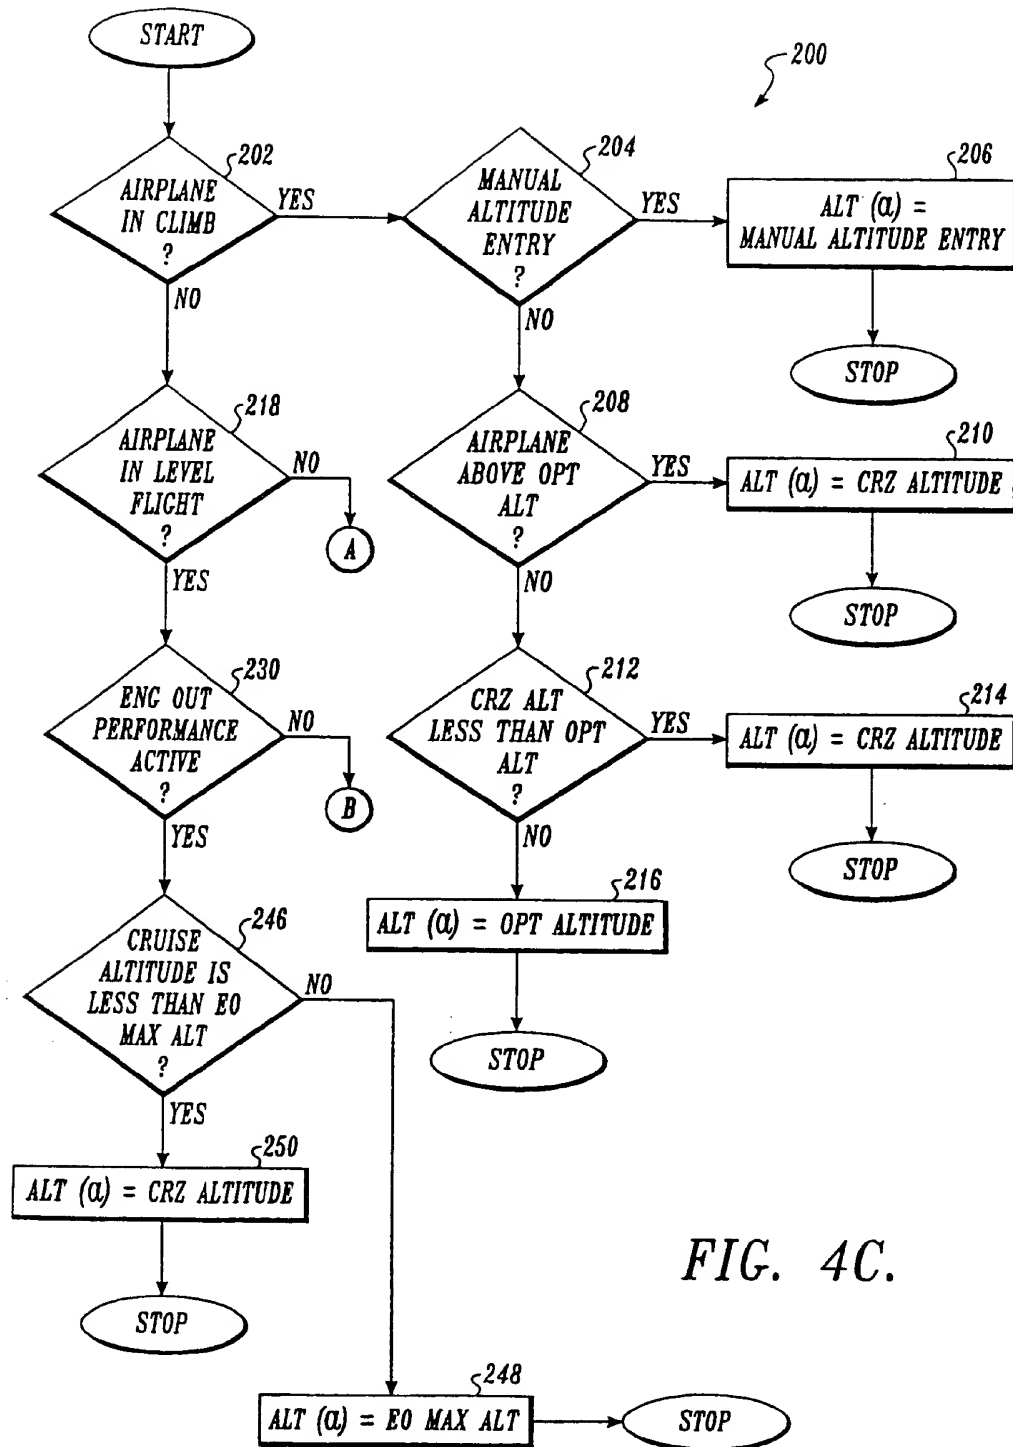 START
200
202
AIRPLANE
IN CLIMB
?
YES
NO
204
MANUAL
ALTITUDE
ENTRY
?
YES
NO
206
ALT (α) =
MANUAL ALTITUDE ENTRY
STOP
218
AIRPLANE
IN LEVEL
FLIGHT
?
NO
A
YES
208
AIRPLANE
ABOVE OPT
ALT
?
YES
NO
210
ALT (α) = CRZ ALTITUDE
STOP
230
ENG OUT
PERFORMANCE
ACTIVE
?
NO
B
YES
212
CRZ ALT
LESS THAN OPT
ALT
?
YES
NO
214
ALT (α) = CRZ ALTITUDE
STOP
216
ALT (α) = OPT ALTITUDE
STOP
246
CRUISE
ALTITUDE IS
LESS THAN EO
MAX ALT
?
NO
YES
250
ALT (α) = CRZ ALTITUDE
STOP
248
ALT (α) = EO MAX ALT
STOP
FIG. 4C.